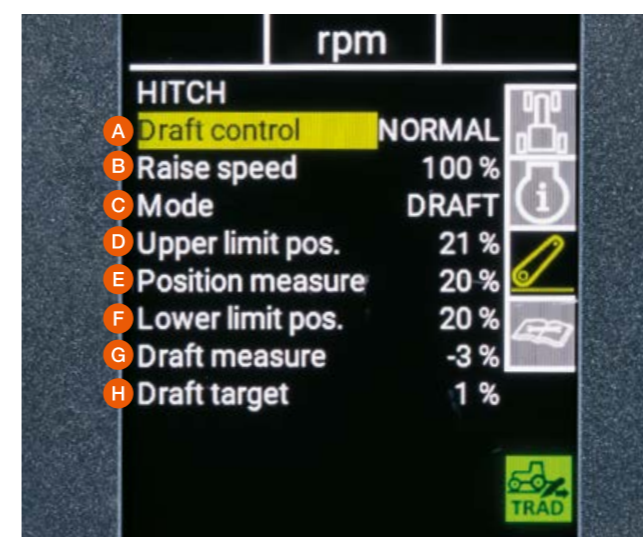 rpm
HITCH
A Draft control NORMAL
B Raise speed 100 %
C Mode DRAFT
D Upper limit pos. 21 %
E Position measure 20 %
F Lower limit pos. 20 %
G Draft measure -3 %
H Draft target 1 %
i
TRAD